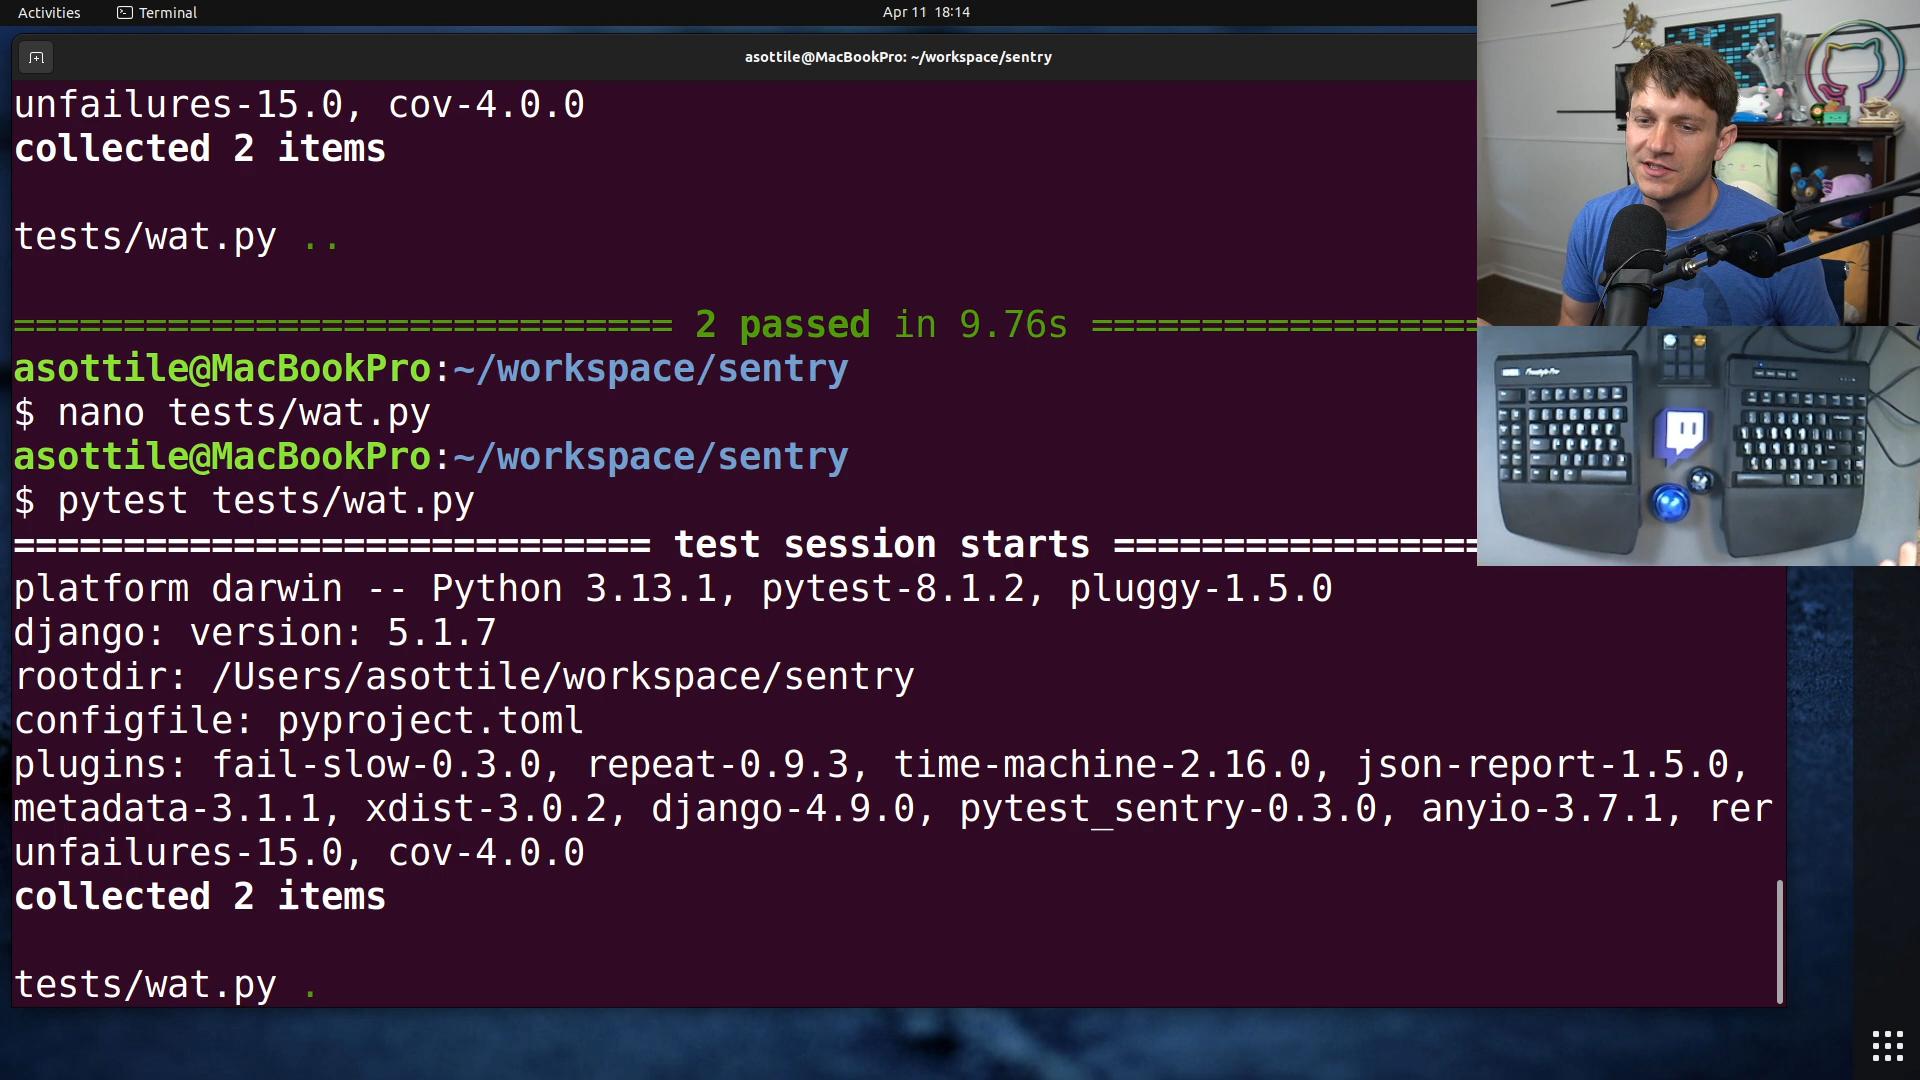 Activities
Terminal
Apr 11 18:14
asottile@MacBookPro: ~/workspace/sentry
unfailures-15.0, cov-4.0.0
collected 2 items
tests/wat.py ..
============================== 2 passed in 9.76s ==================
asottile@MacBookPro:~/workspace/sentry
$ nano tests/wat.py
asottile@MacBookPro:~/workspace/sentry
$ pytest tests/wat.py
============================= test session starts =================
platform darwin -- Python 3.13.1, pytest-8.1.2, pluggy-1.5.0
django: version: 5.1.7
rootdir: /Users/asottile/workspace/sentry
configfile: pyproject.toml
plugins: fail-slow-0.3.0, repeat-0.9.3, time-machine-2.16.0, json-report-1.5.0,
metadata-3.1.1, xdist-3.0.2, django-4.9.0, pytest_sentry-0.3.0, anyio-3.7.1, rer
unfailures-15.0, cov-4.0.0
collected 2 items
tests/wat.py .
Freestyle Pro